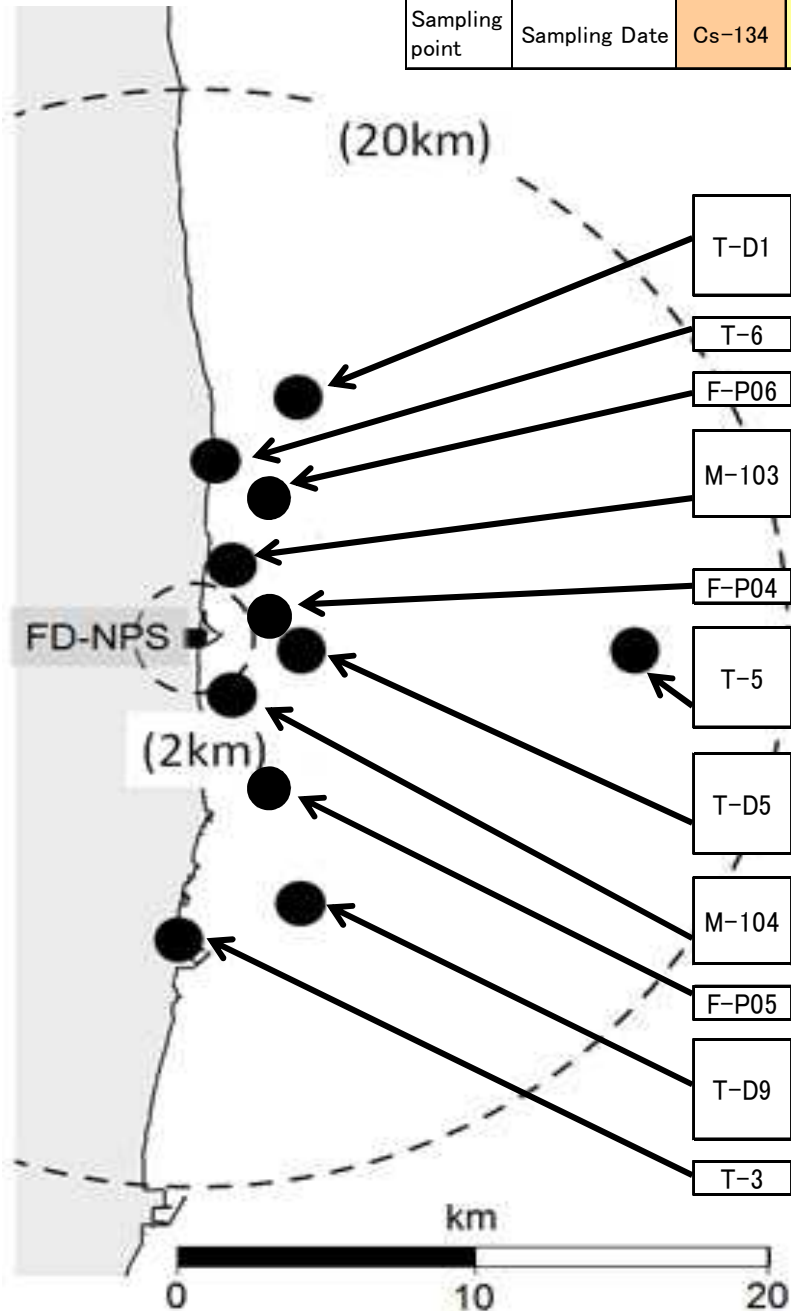 Sampling
point
Sampling Date
Cs-134
(20km)
T-D1
T-6
F-P06
M-103
F-P04
FD-NPS
T-5
(2km)
T-D5
M-104
F-P05
T-D9
T-3
km
0
10
20